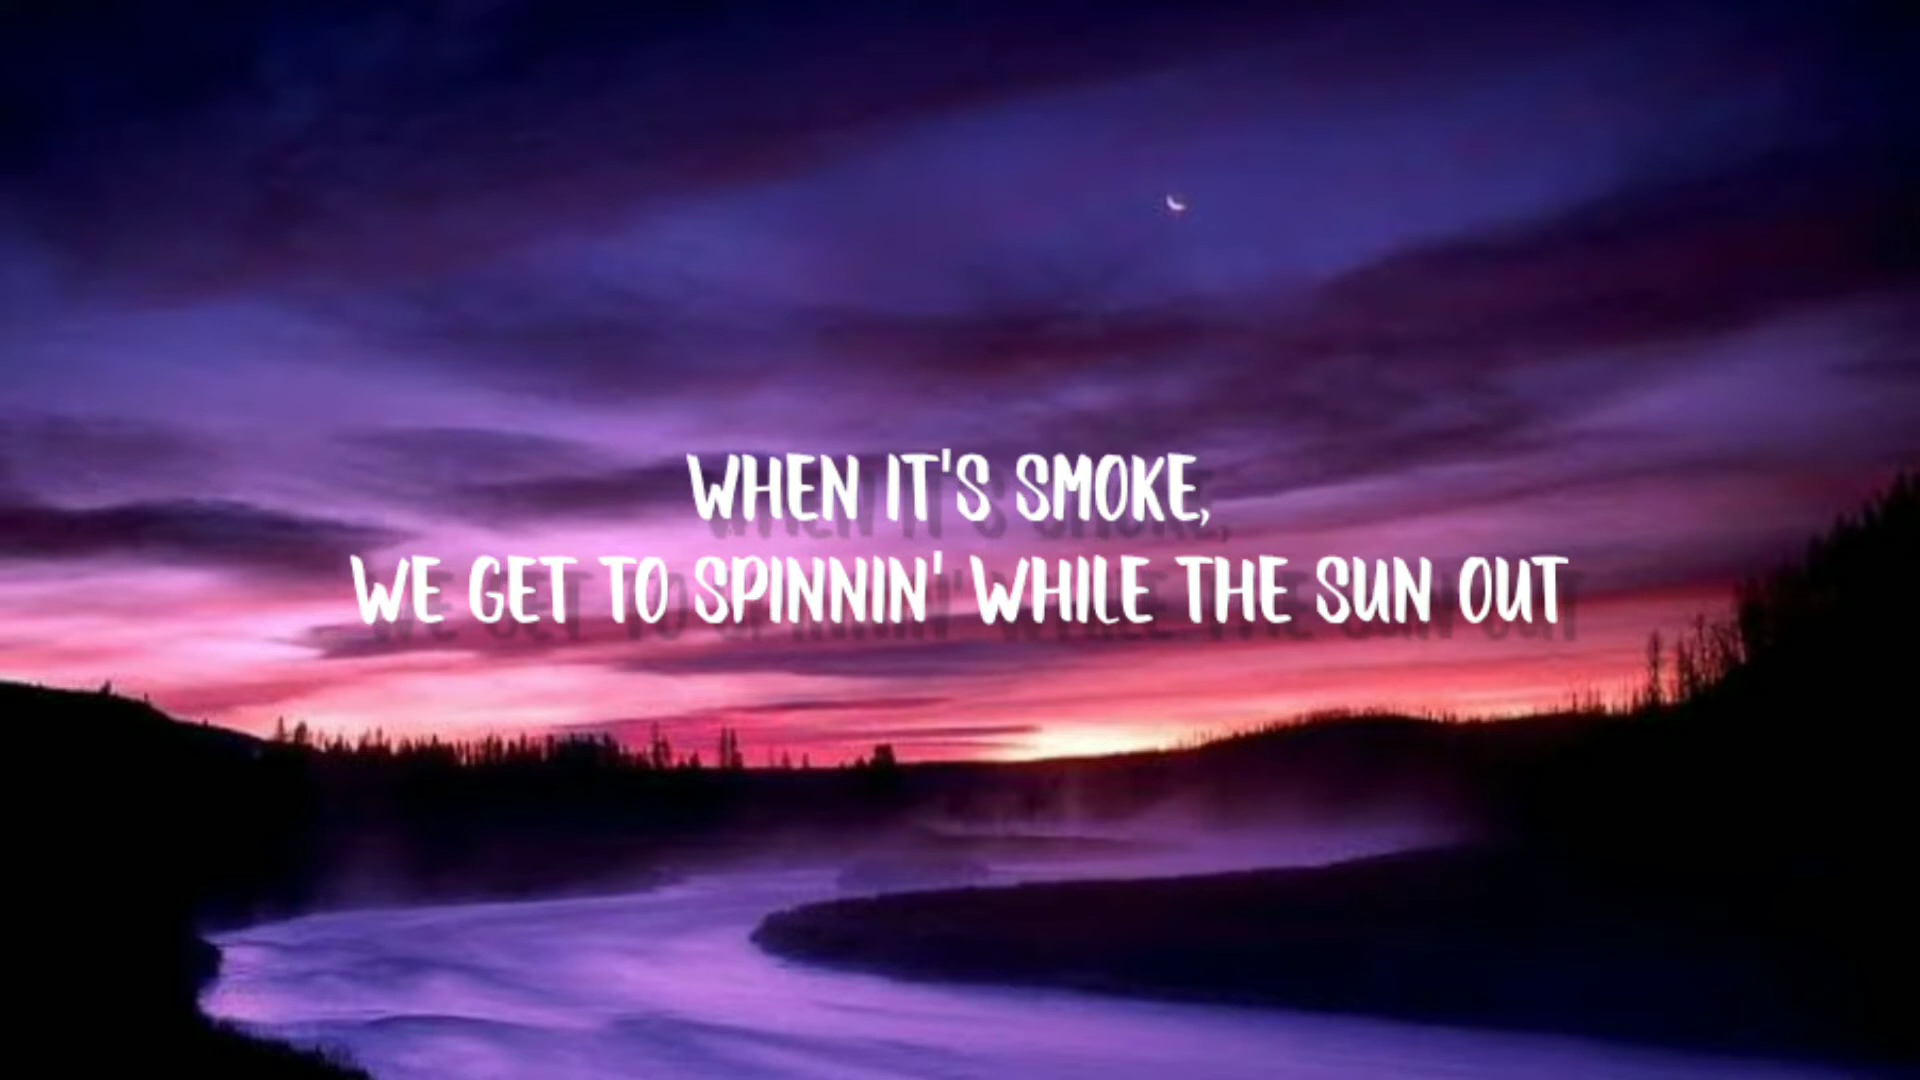 WHEN IT'S SMOKE,
WE GET TO SPINNIN' WHILE THE SUN OUT